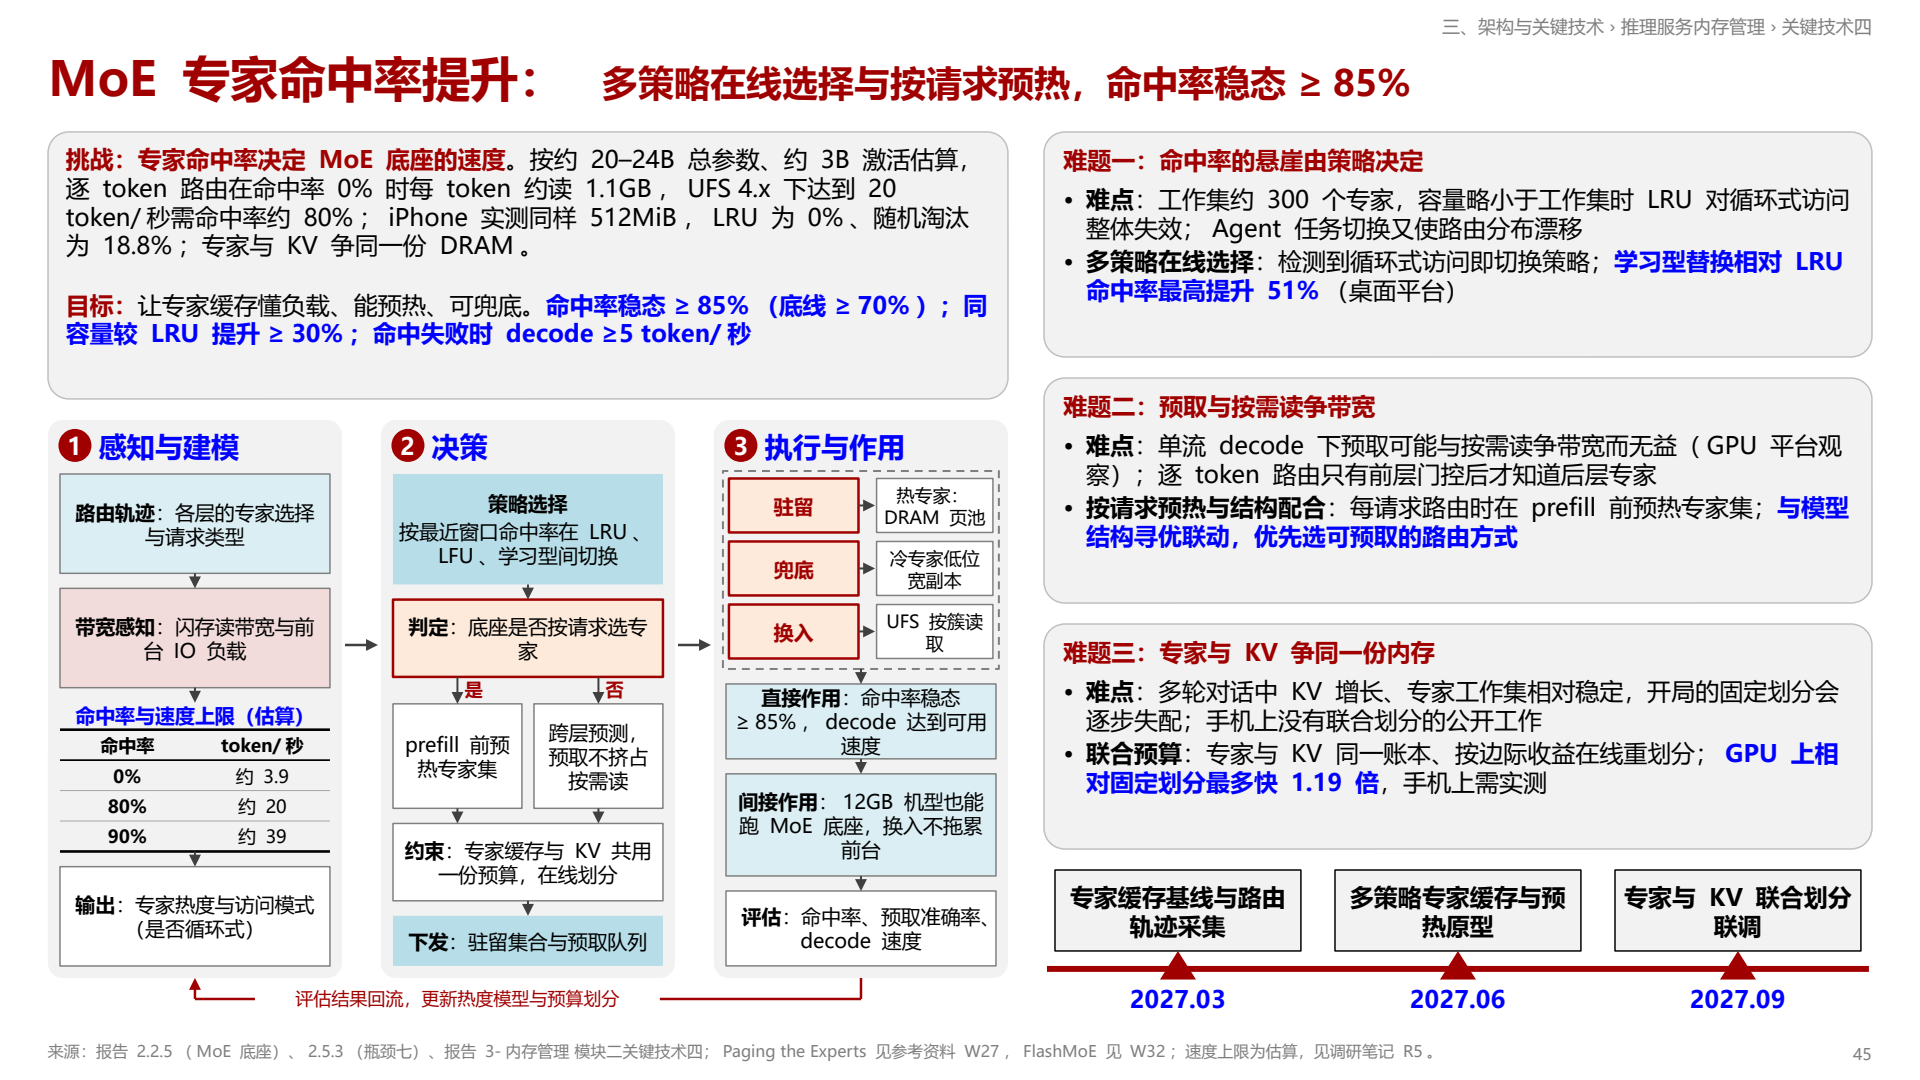 三、架构与关键技术 › 推理服务内存管理 › 关键技术四
MoE 专家命中率提升： 多策略在线选择与按请求预热，命中率稳态 ≥ 85%
挑战：专家命中率决定 MoE 底座的速度。按约 20–24B 总参数、约 3B 激活估算，
逐 token 路由在命中率 0% 时每 token 约读 1.1GB， UFS 4.x 下达到 20
token/ 秒需命中率约 80%； iPhone 实测同样 512MiB， LRU 为 0%、随机淘汰
为 18.8%；专家与 KV 争同一份 DRAM。
目标：让专家缓存懂负载、能预热、可兜底。命中率稳态 ≥ 85% （底线 ≥ 70%）；同
容量较 LRU 提升 ≥ 30%；命中失败时 decode ≥5 token/ 秒
1 感知与建模
路由轨迹：各层的专家选择
与请求类型
带宽感知：闪存读带宽与前
台 IO 负载
命中率与速度上限（估算）
命中率 token/ 秒
0% 约 3.9
80% 约 20
90% 约 39
输出：专家热度与访问模式
（是否循环式）
2 决策
策略选择
按最近窗口命中率在 LRU、
LFU、学习型间切换
判定：底座是否按请求选专
家
是 否
prefill 前预
热专家集
跨层预测，
预取不挤占
按需读
约束：专家缓存与 KV 共用
一份预算，在线划分
下发：驻留集合与预取队列
3 执行与作用
驻留
热专家：
DRAM 页池
兜底
冷专家低位
宽副本
换入
UFS 按簇读
取
直接作用：命中率稳态
≥ 85%， decode 达到可用
速度
间接作用： 12GB 机型也能
跑 MoE 底座，换入不拖累
前台
评估：命中率、预取准确率、
decode 速度
评估结果回流，更新热度模型与预算划分
难题一：命中率的悬崖由策略决定
• 难点：工作集约 300 个专家，容量略小于工作集时 LRU 对循环式访问
整体失效； Agent 任务切换又使路由分布漂移
• 多策略在线选择：检测到循环式访问即切换策略；学习型替换相对 LRU
命中率最高提升 51% （桌面平台）
难题二：预取与按需读争带宽
• 难点：单流 decode 下预取可能与按需读争带宽而无益（ GPU 平台观
察）；逐 token 路由只有前层门控后才知道后层专家
• 按请求预热与结构配合：每请求路由时在 prefill 前预热专家集；与模型
结构寻优联动，优先选可预取的路由方式
难题三：专家与 KV 争同一份内存
• 难点：多轮对话中 KV 增长、专家工作集相对稳定，开局的固定划分会
逐步失配；手机上没有联合划分的公开工作
• 联合预算：专家与 KV 同一账本、按边际收益在线重划分； GPU 上相
对固定划分最多快 1.19 倍，手机上需实测
专家缓存基线与路由
轨迹采集
多策略专家缓存与预
热原型
专家与 KV 联合划分
联调
2027.03 2027.06 2027.09
来源：报告 2.2.5 （ MoE 底座）、 2.5.3 （瓶颈七）、报告 3- 内存管理 模块二关键技术四； Paging the Experts 见参考资料 W27， FlashMoE 见 W32；速度上限为估算，见调研笔记 R5。
45